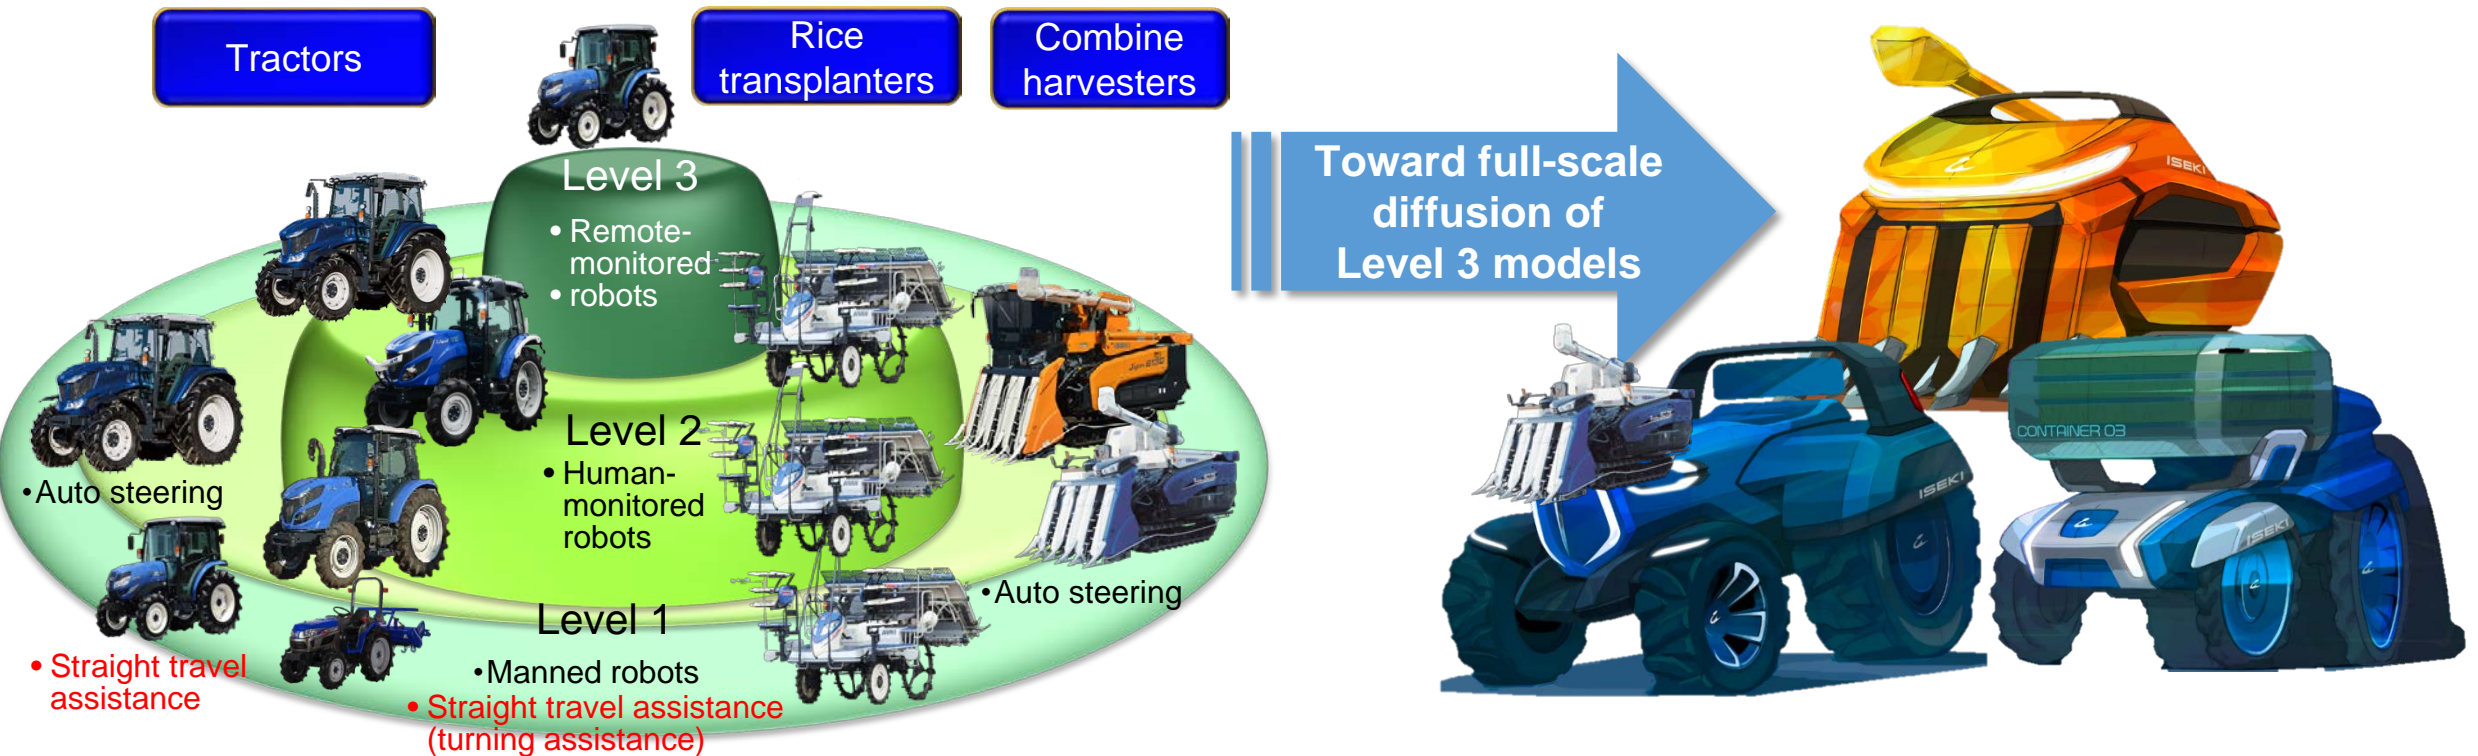 Tractors
Rice
transplanters
Combine
harvesters
Level 3
• Remote-
monitored
• robots
Level 2
• Human-
monitored
robots
•Auto steering
•Auto steering
Level 1
•Manned robots
• Straight travel
assistance
• Straight travel assistance
(turning assistance)
Toward full-scale
diffusion of
Level 3 models
ISEKI
CONTAINER 03
ISEKI
ISEKI